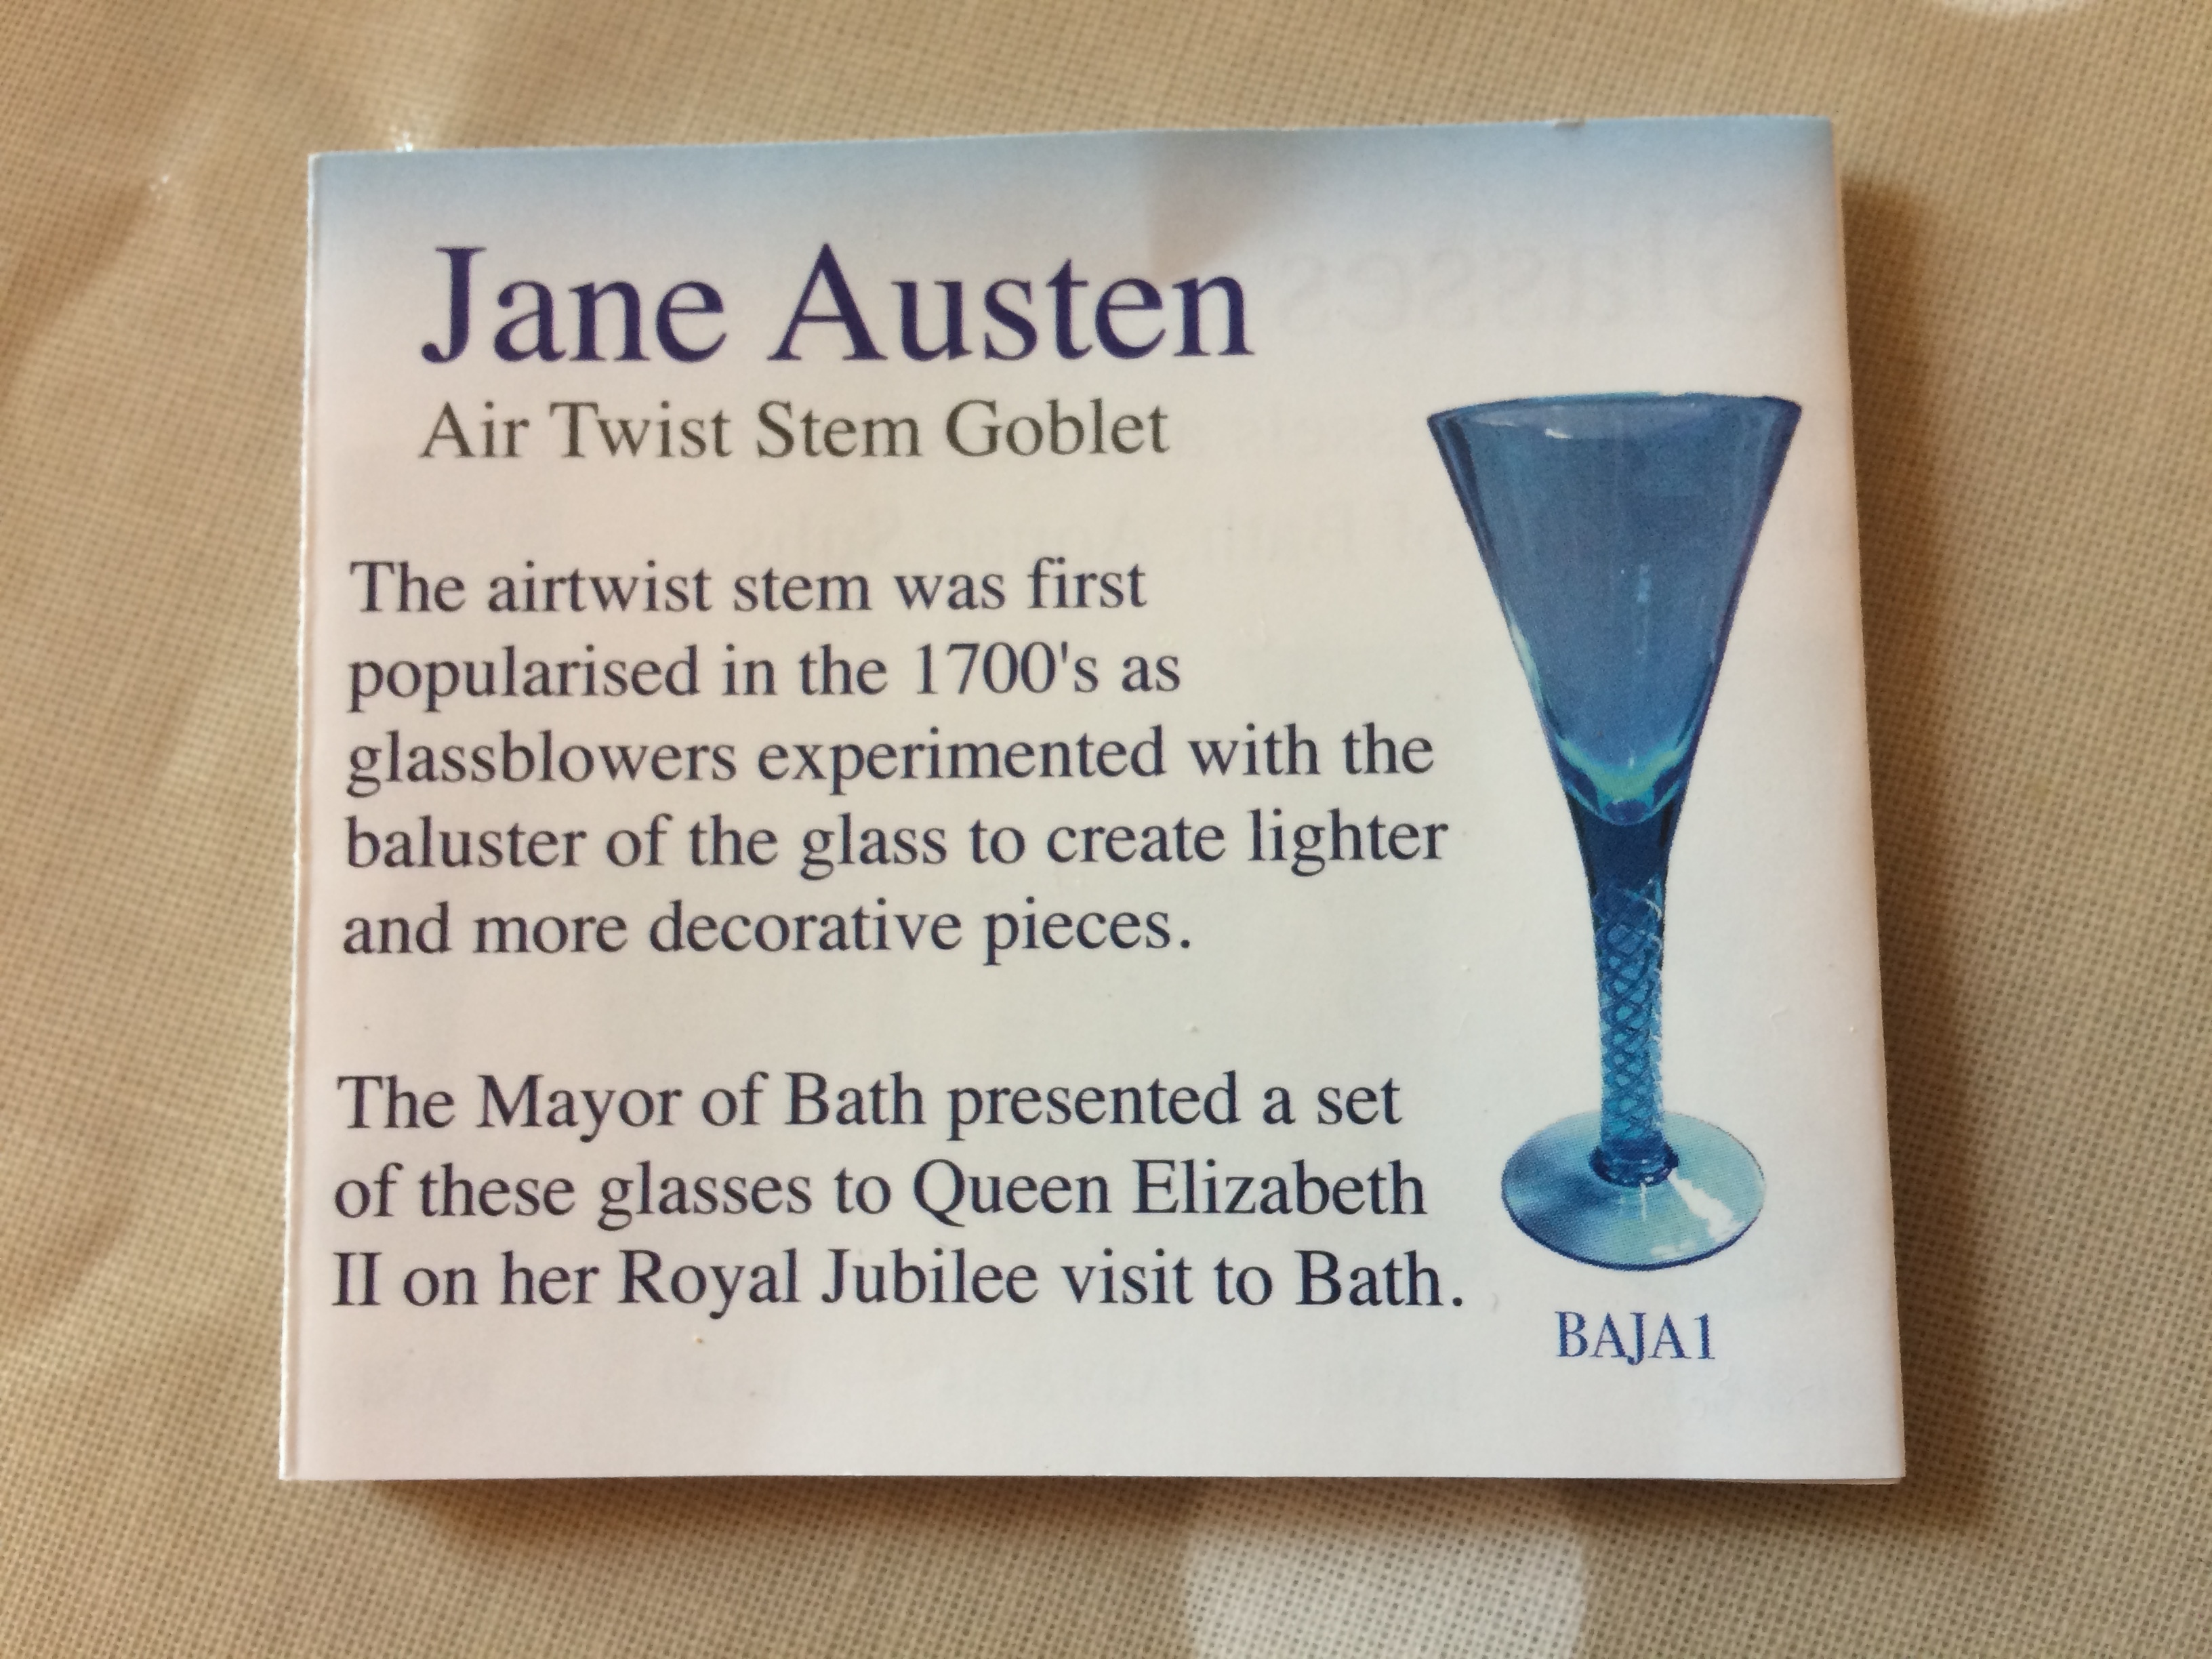 Jane Austen
Air Twist Stem Goblet
The airtwist stem was first
popularised in the 1700's as
glassblowers experimented with the
baluster of the glass to create lighter
and more decorative pieces.
The Mayor of Bath presented a set
of these glasses to Queen Elizabeth
II on her Royal Jubilee visit to Bath.
BAJA1